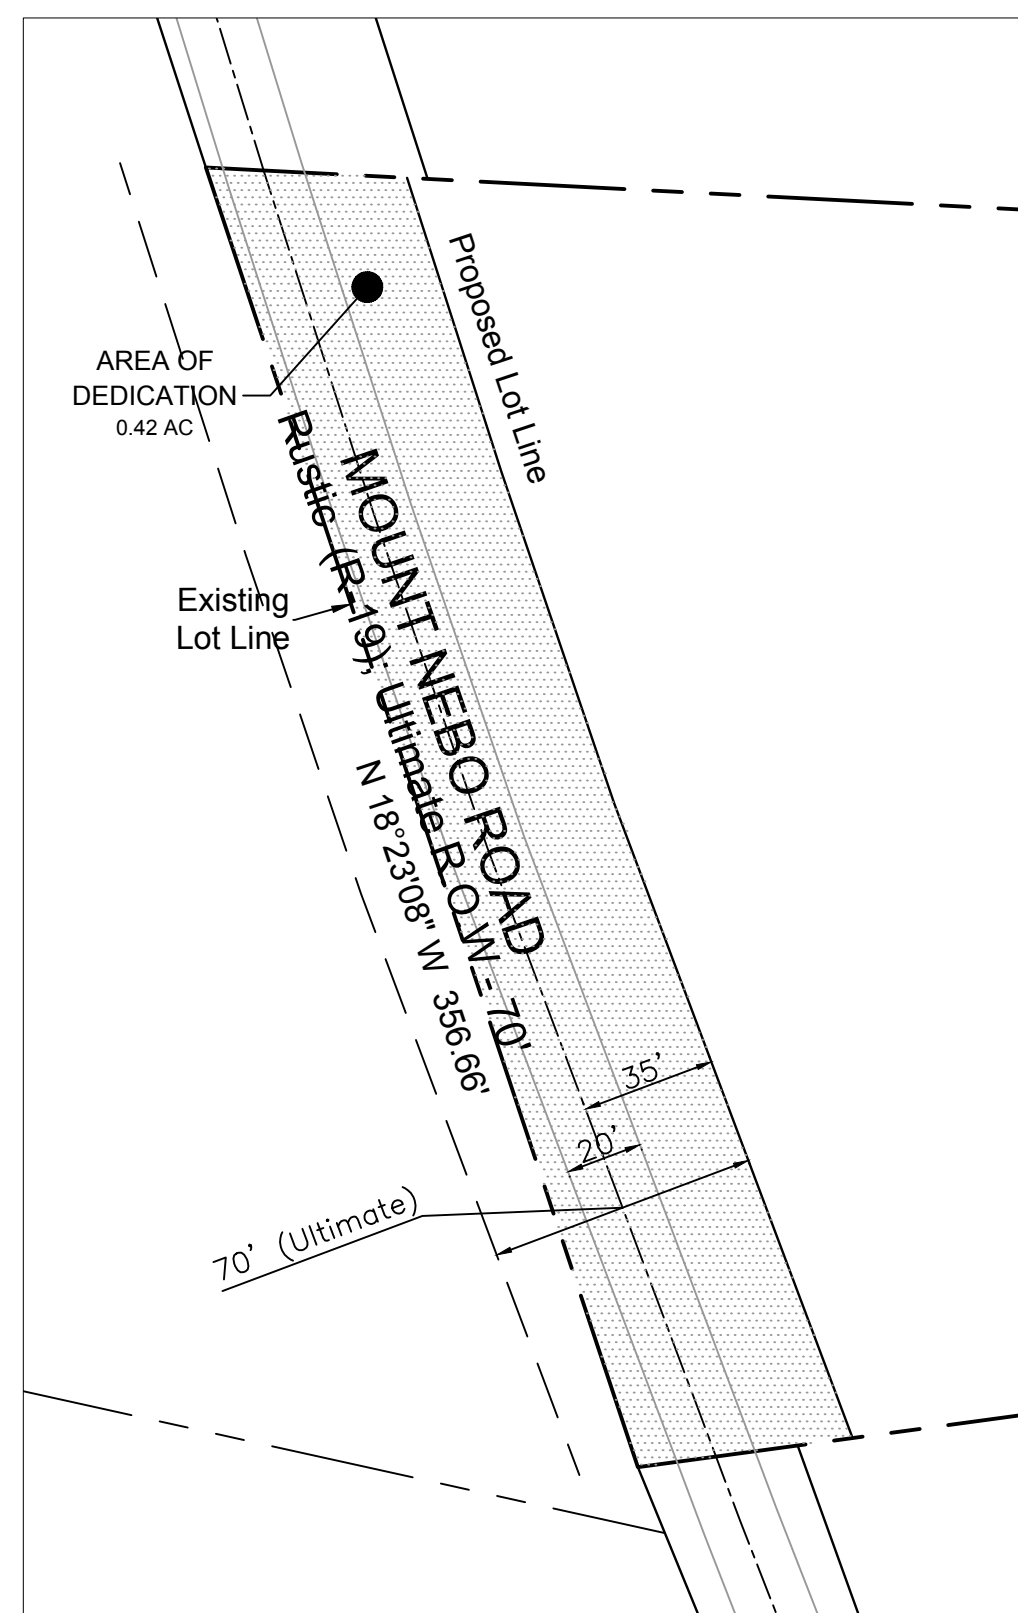 Proposed Lot Line
AREA OF
DEDICATION
0.42 AC
MOUNT NEBO ROAD
Rustic (R-19), Ultimate R.O.W - 70'
Existing
Lot Line
N 18°23'08" W 356.66'
35'
20'
70' (Ultimate)